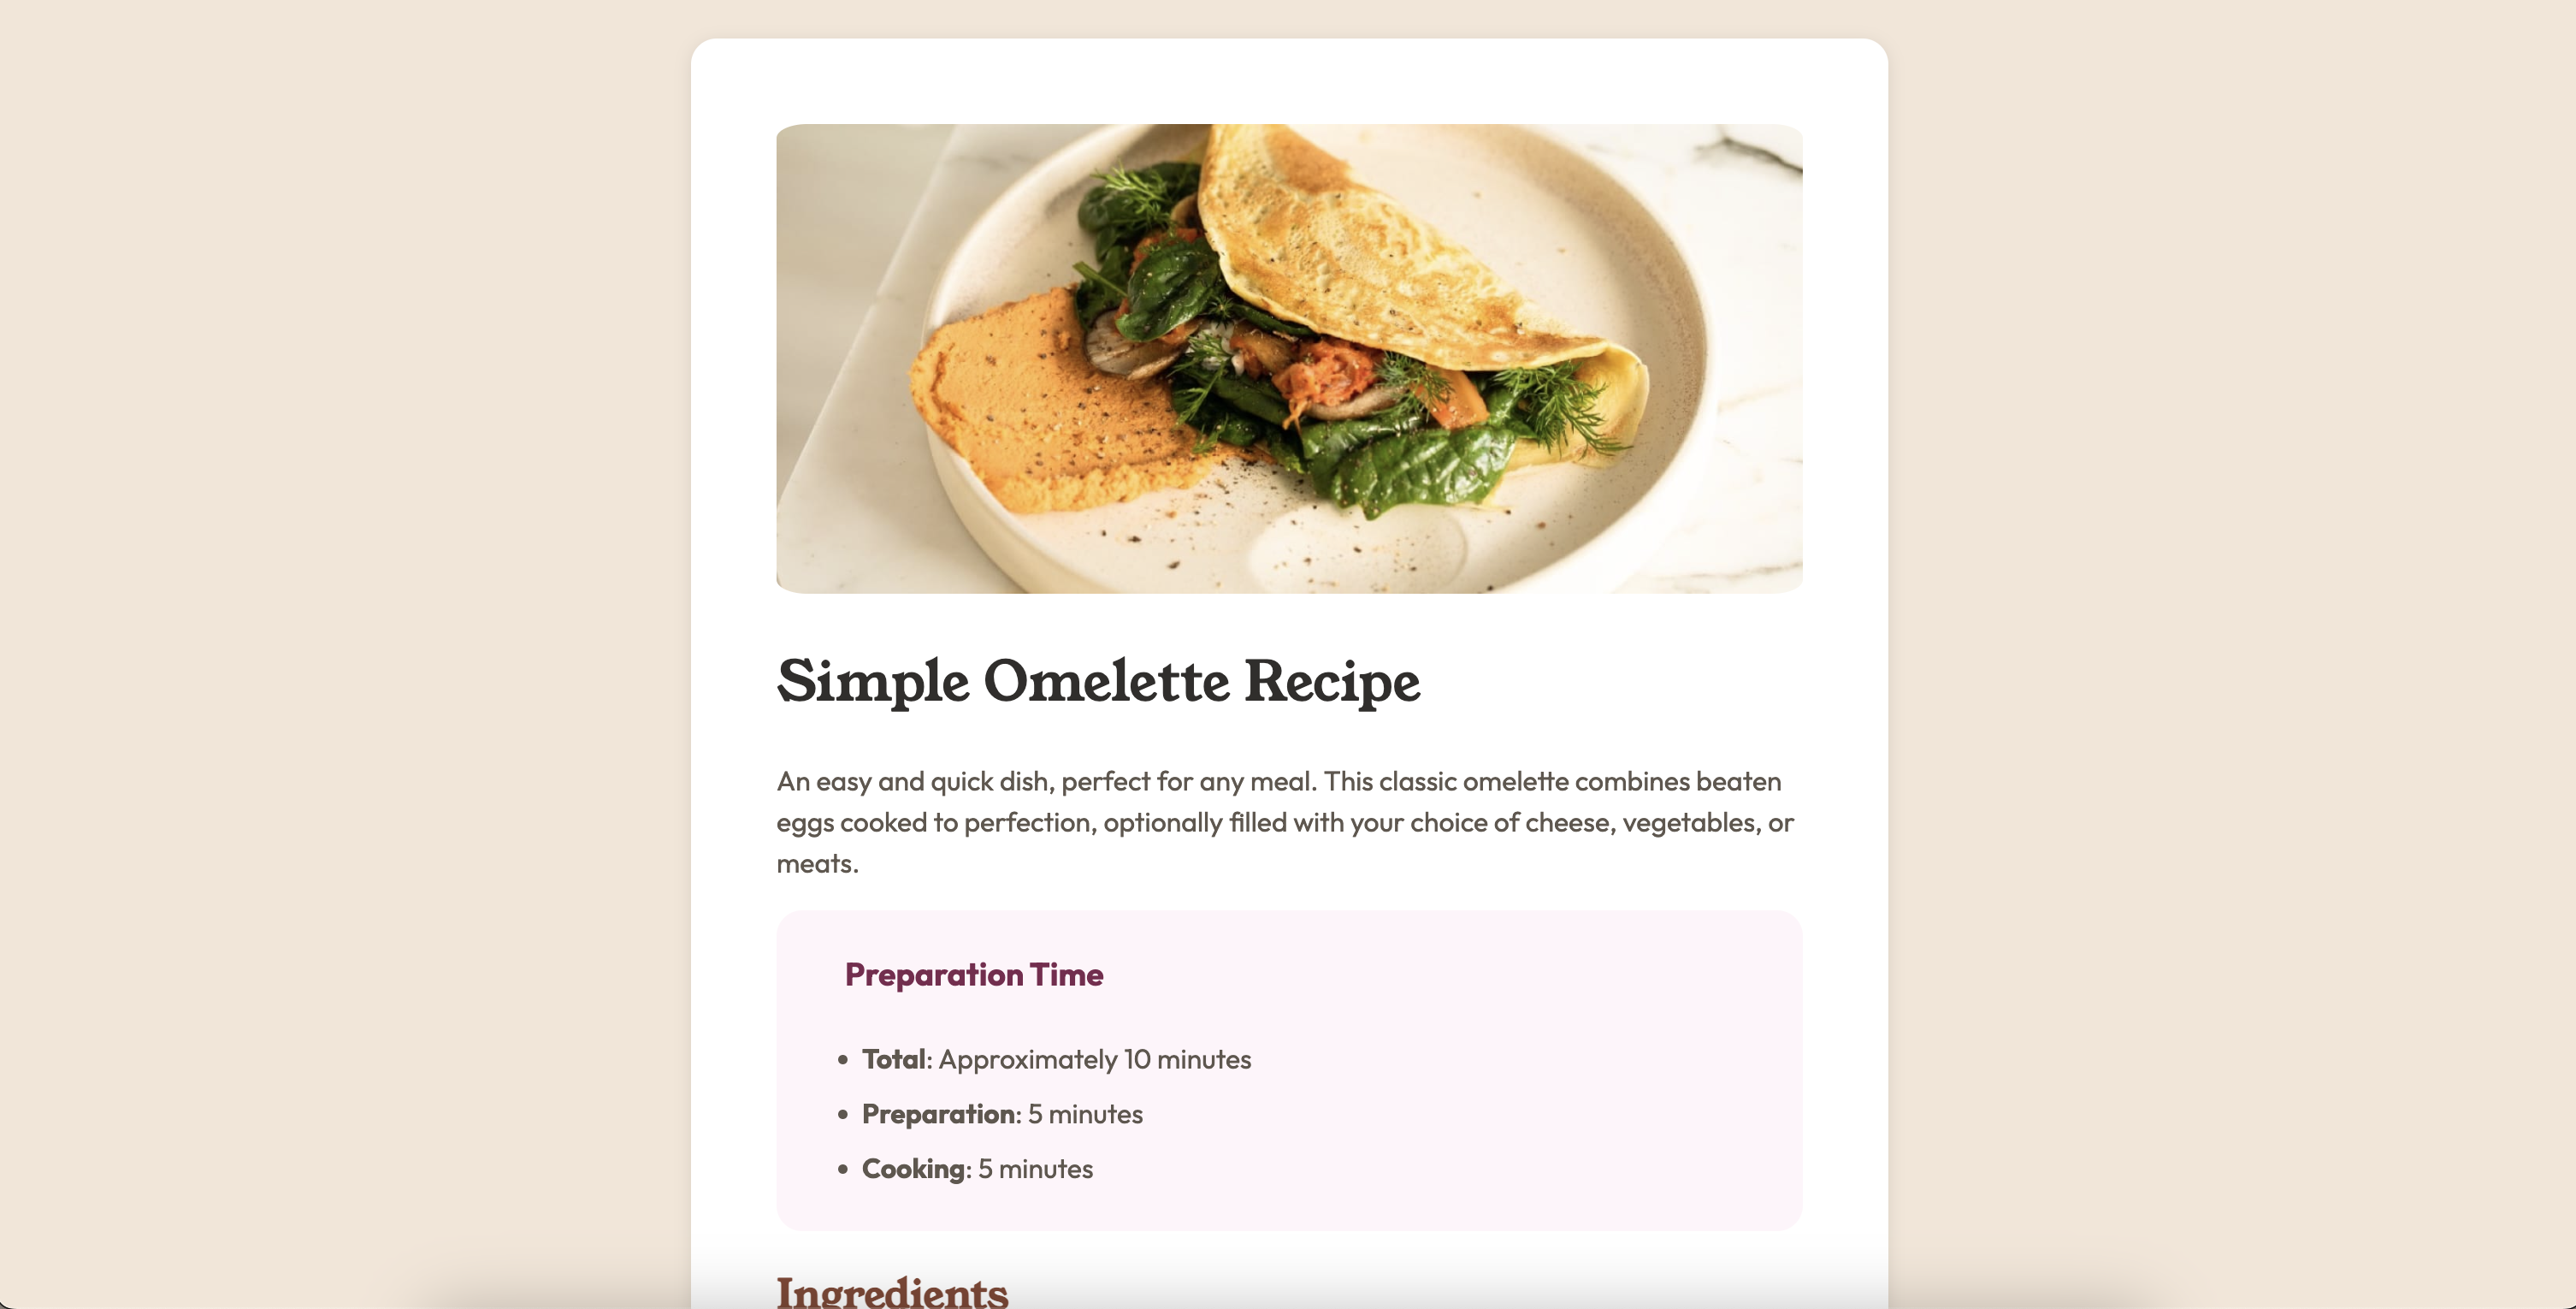 Simple Omelette Recipe
An easy and quick dish, perfect for any meal. This classic omelette combines beaten
eggs cooked to perfection, optionally filled with your choice of cheese, vegetables, or
meats.
Preparation Time
• Total: Approximately 10 minutes
• Preparation: 5 minutes
• Cooking: 5 minutes
Ingredients